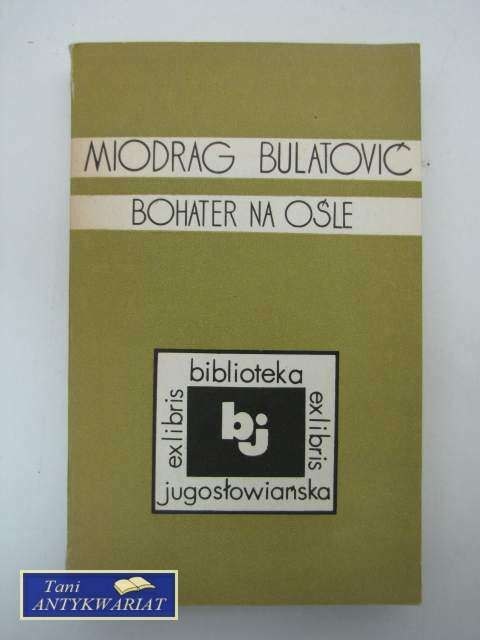 MIODRAG BULATOVIĆ
BOHATER NA OŚLE
biblioteka
exlibris
bj
exlibris
jugosłowiańska
Tani
ANTYKWARIAT